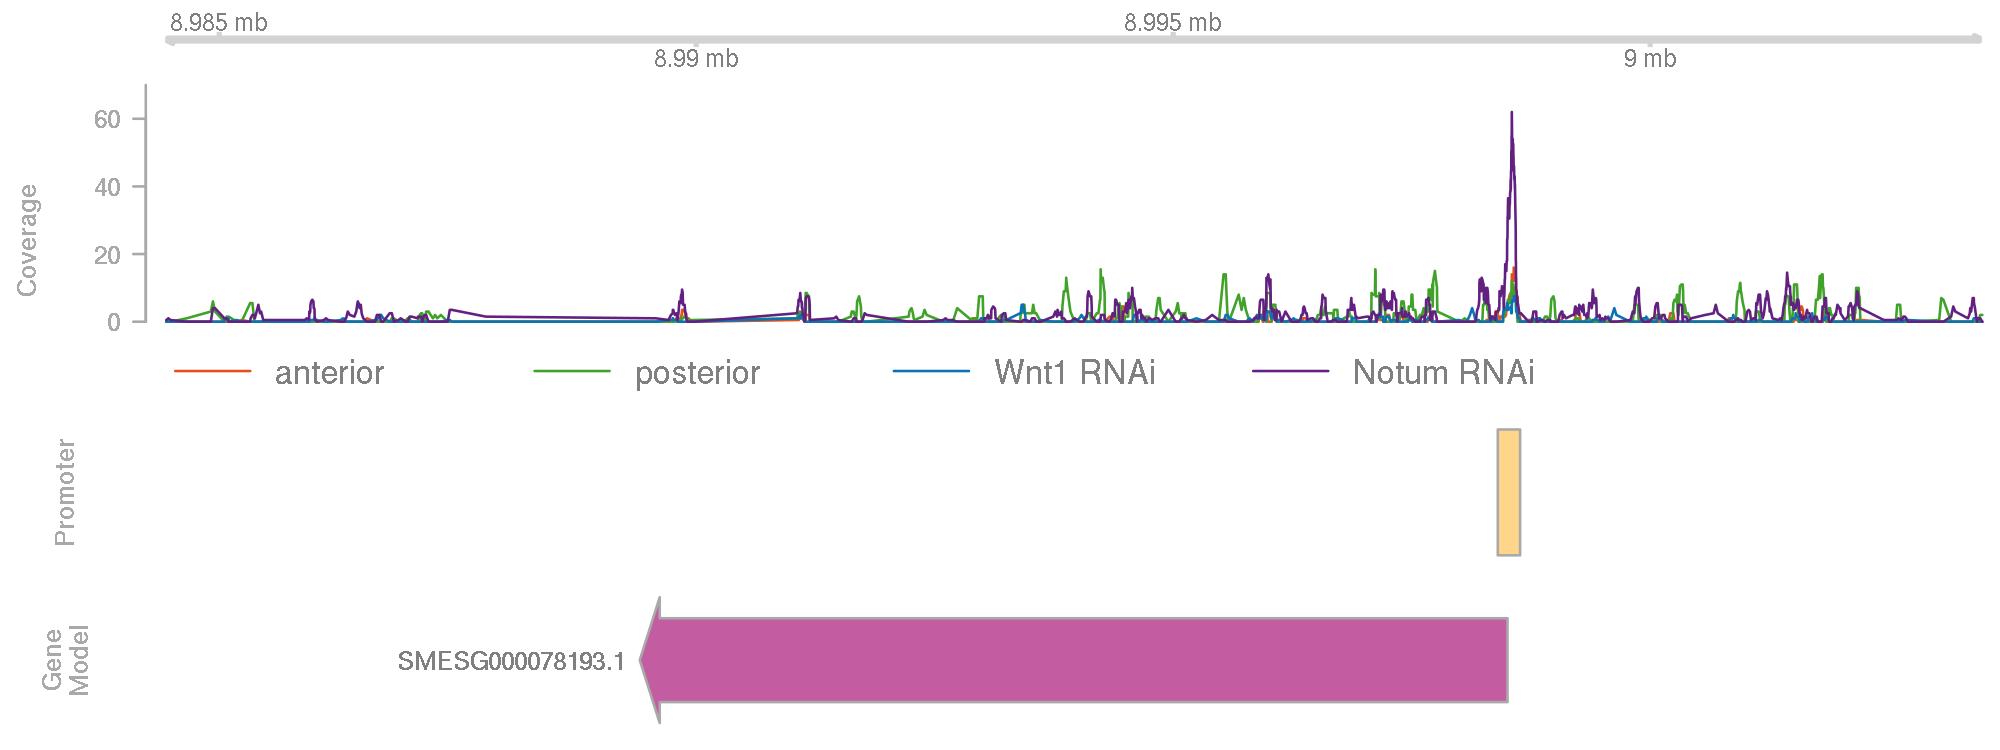 8.985 mb
8.995 mb
8.99 mb
9 mb
Coverage
60
40
20
0
anterior posterior Wnt1 RNAi Notum RNAi
Promoter
Gene
Model
SMESG000078193.1